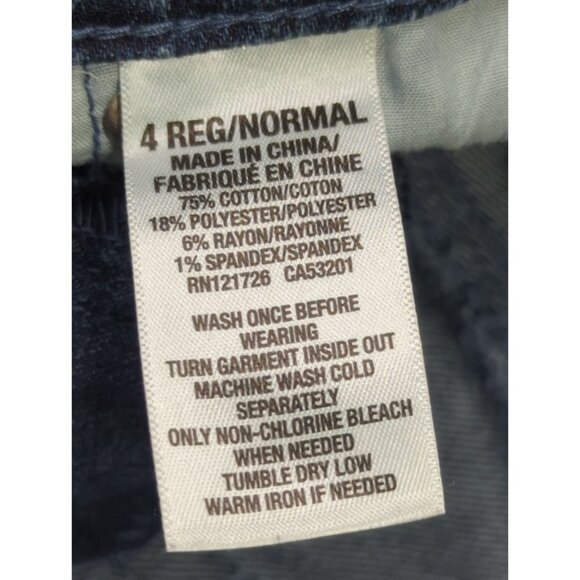 4 REG/NORMAL
MADE IN CHINA/
FABRIQUÉ EN CHINE
75% COTTON/COTON
18% POLYESTER/POLYESTER
6% RAYON/RAYONNE
1% SPANDEX/SPANDEX
RN121726 CA53201
WASH ONCE BEFORE
WEARING
TURN GARMENT INSIDE OUT
MACHINE WASH COLD
SEPARATELY
ONLY NON-CHLORINE BLEACH
WHEN NEEDED
TUMBLE DRY LOW
WARM IRON IF NEEDED